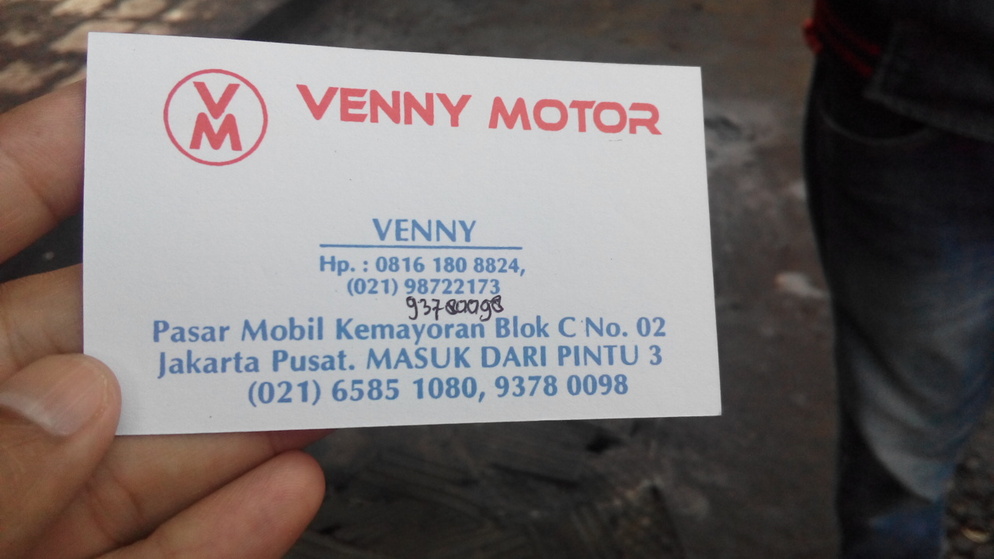 VM
VENNY MOTOR
VENNY
Hp. : 0816 180 8824,
(021) 98722173
93780098
Pasar Mobil Kemayoran Blok C No. 02
Jakarta Pusat. MASUK DARI PINTU 3
(021) 6585 1080, 9378 0098